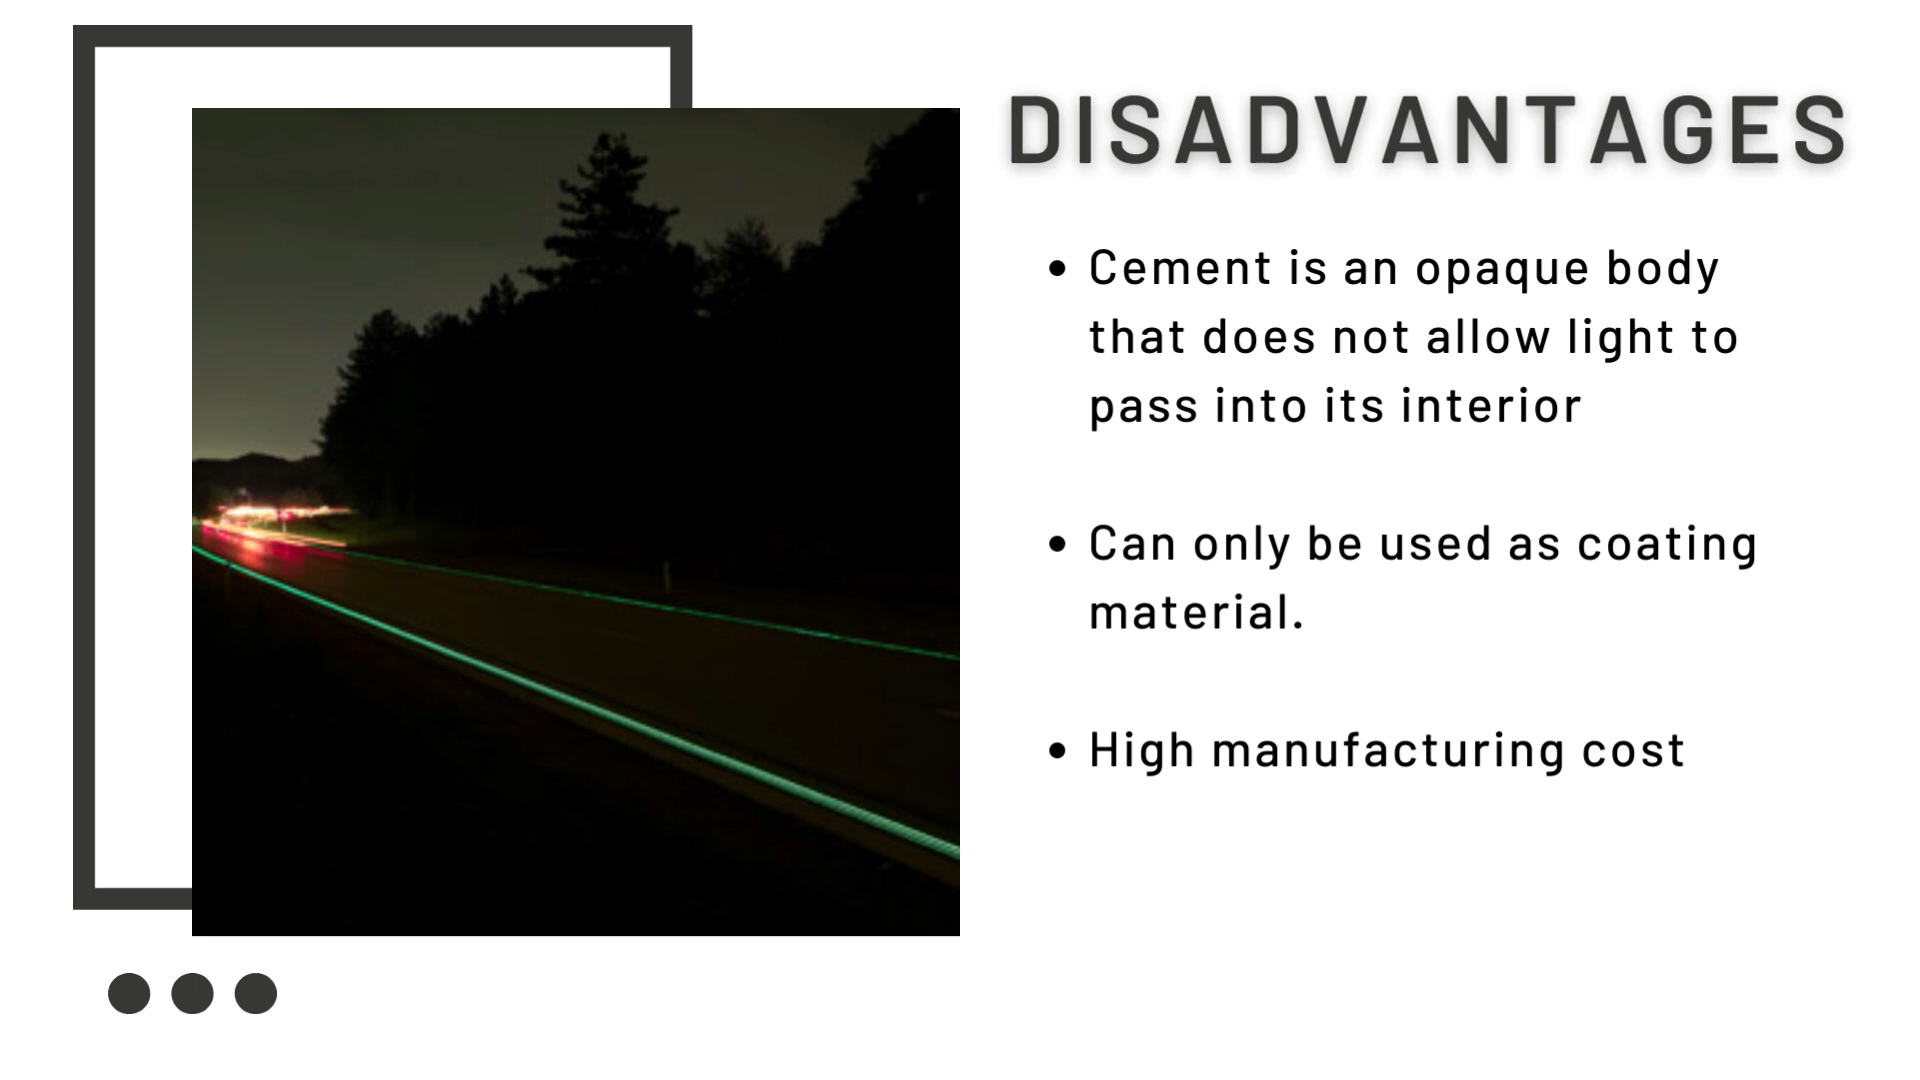 DISADVANTAGES
• Cement is an opaque body
that does not allow light to
pass into its interior
• Can only be used as coating
material.
• High manufacturing cost